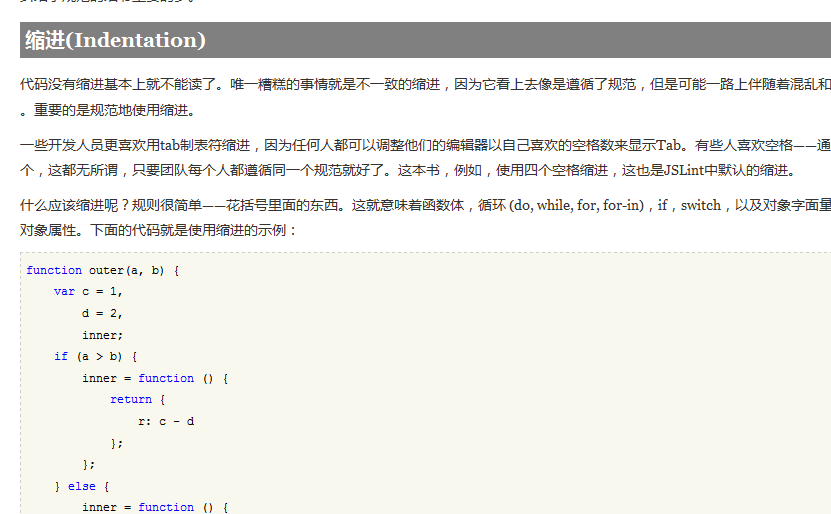 缩进(Indentation)
代码没有缩进基本上就不能读了。唯一糟糕的事情就是不一致的缩进，因为它看上去像是遵循了规范，但是可能一路上伴随着混乱和
。重要的是规范地使用缩进。
一些开发人员更喜欢用tab制表符缩进，因为任何人都可以调整他们的编辑器以自己喜欢的空格数来显示Tab。有些人喜欢空格——通
个，这都无所谓，只要团队每个人都遵循同一个规范就好了。这本书，例如，使用四个空格缩进，这也是JSLint中默认的缩进。
什么应该缩进呢？规则很简单——花括号里面的东西。这就意味着函数体，循环 (do, while, for, for-in)，if，switch，以及对象字面量
对象属性。下面的代码就是使用缩进的示例：
function outer(a, b) {
    var c = 1,
        d = 2,
        inner;
    if (a > b) {
        inner = function () {
            return {
                r: c - d
            };
        };
    } else {
        inner = function () {